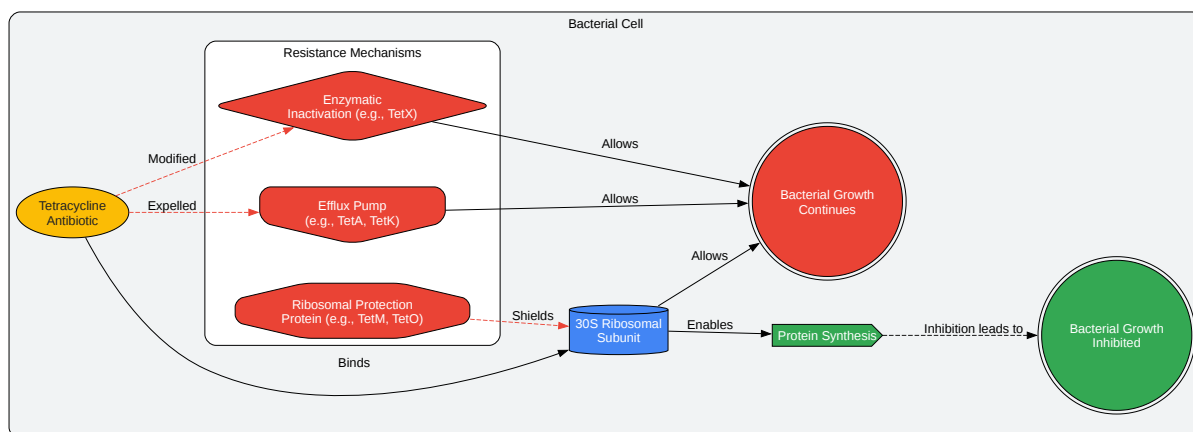 Bacterial Cell
Resistance Mechanisms
Enzymatic
Inactivation (e.g., TetX)
Modified
Allows
Tetracycline
Antibiotic
Expelled
Efflux Pump
(e.g., TetA, TetK)
Allows
Bacterial Growth
Continues
Allows
Ribosomal Protection
Protein (e.g., TetM, TetO)
Shields
30S Ribosomal
Subunit
Enables
Protein Synthesis
Inhibition leads to
Bacterial Growth
Inhibited
Binds